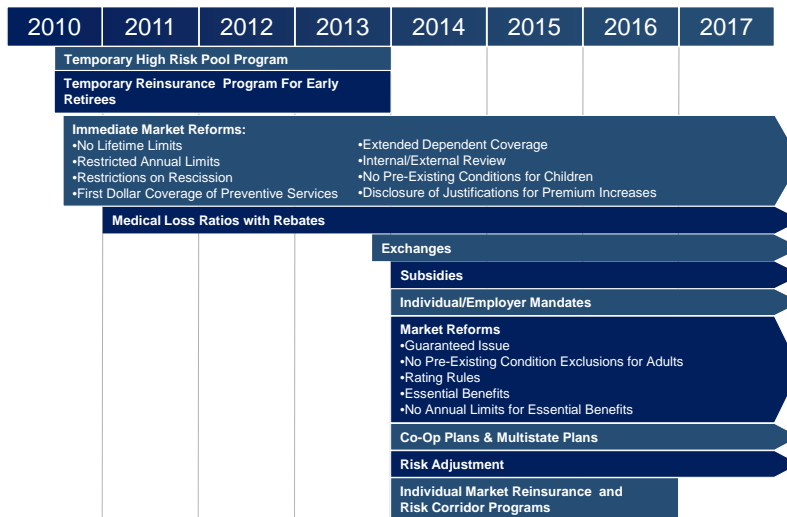 2010 2011 2012 2013 2014 2015 2016 2017
Temporary High Risk Pool Program
Temporary Reinsurance Program For Early
Retirees
Immediate Market Reforms:
•No Lifetime Limits
•Restricted Annual Limits
•Restrictions on Rescission
•First Dollar Coverage of Preventive Services
•Extended Dependent Coverage
•Internal/External Review
•No Pre-Existing Conditions for Children
•Disclosure of Justifications for Premium Increases
Medical Loss Ratios with Rebates
Exchanges
Subsidies
Individual/Employer Mandates
Market Reforms
•Guaranteed Issue
•No Pre-Existing Condition Exclusions for Adults
•Rating Rules
•Essential Benefits
•No Annual Limits for Essential Benefits
Co-Op Plans & Multistate Plans
Risk Adjustment
Individual Market Reinsurance and
Risk Corridor Programs